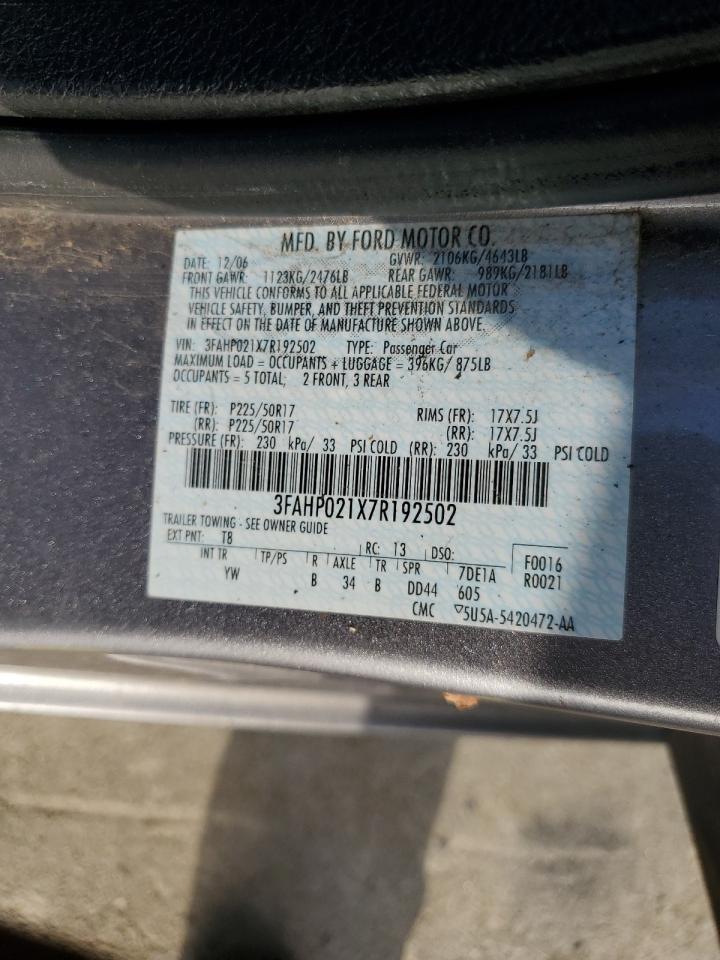 MFD. BY FORD MOTOR CO.
DATE: 12/06 GVWR: 2106KG/4643LB
FRONT GAWR: 1123KG/2476LB REAR GAWR: 989KG/2181LB
THIS VEHICLE CONFORMS TO ALL APPLICABLE FEDERAL MOTOR
VEHICLE SAFETY, BUMPER, AND THEFT PREVENTION STANDARDS
IN EFFECT ON THE DATE OF MANUFACTURE SHOWN ABOVE.
VIN: 3FAHP021X7R192502 TYPE: Passenger Car
MAXIMUM LOAD = OCCUPANTS + LUGGAGE = 396KG/ 875LB
OCCUPANTS = 5 TOTAL; 2 FRONT, 3 REAR
TIRE (FR): P225/50R17 RIMS (FR): 17X7.5J
(RR): P225/50R17 (RR): 17X7.5J
PRESSURE (FR): 230 kPa/ 33 PSI COLD (RR): 230 kPa/ 33 PSI COLD
3FAHP021X7R192502
TRAILER TOWING - SEE OWNER GUIDE
EXT PNT: T8 RC: 13 DSO: F0016
INT TR TP/PS R AXLE TR SPR 7DE1A R0021
YW B 34 B DD44 605
CMC ▽5U5A-5420472-AA